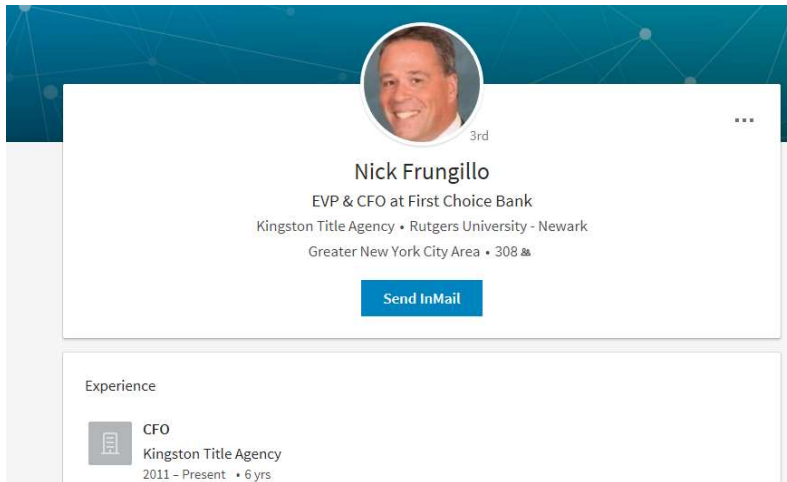 3rd
Nick Frungillo
EVP & CFO at First Choice Bank
Kingston Title Agency • Rutgers University - Newark
Greater New York City Area • 308
Send InMail
Experience
CFO
Kingston Title Agency
2011 – Present • 6 yrs